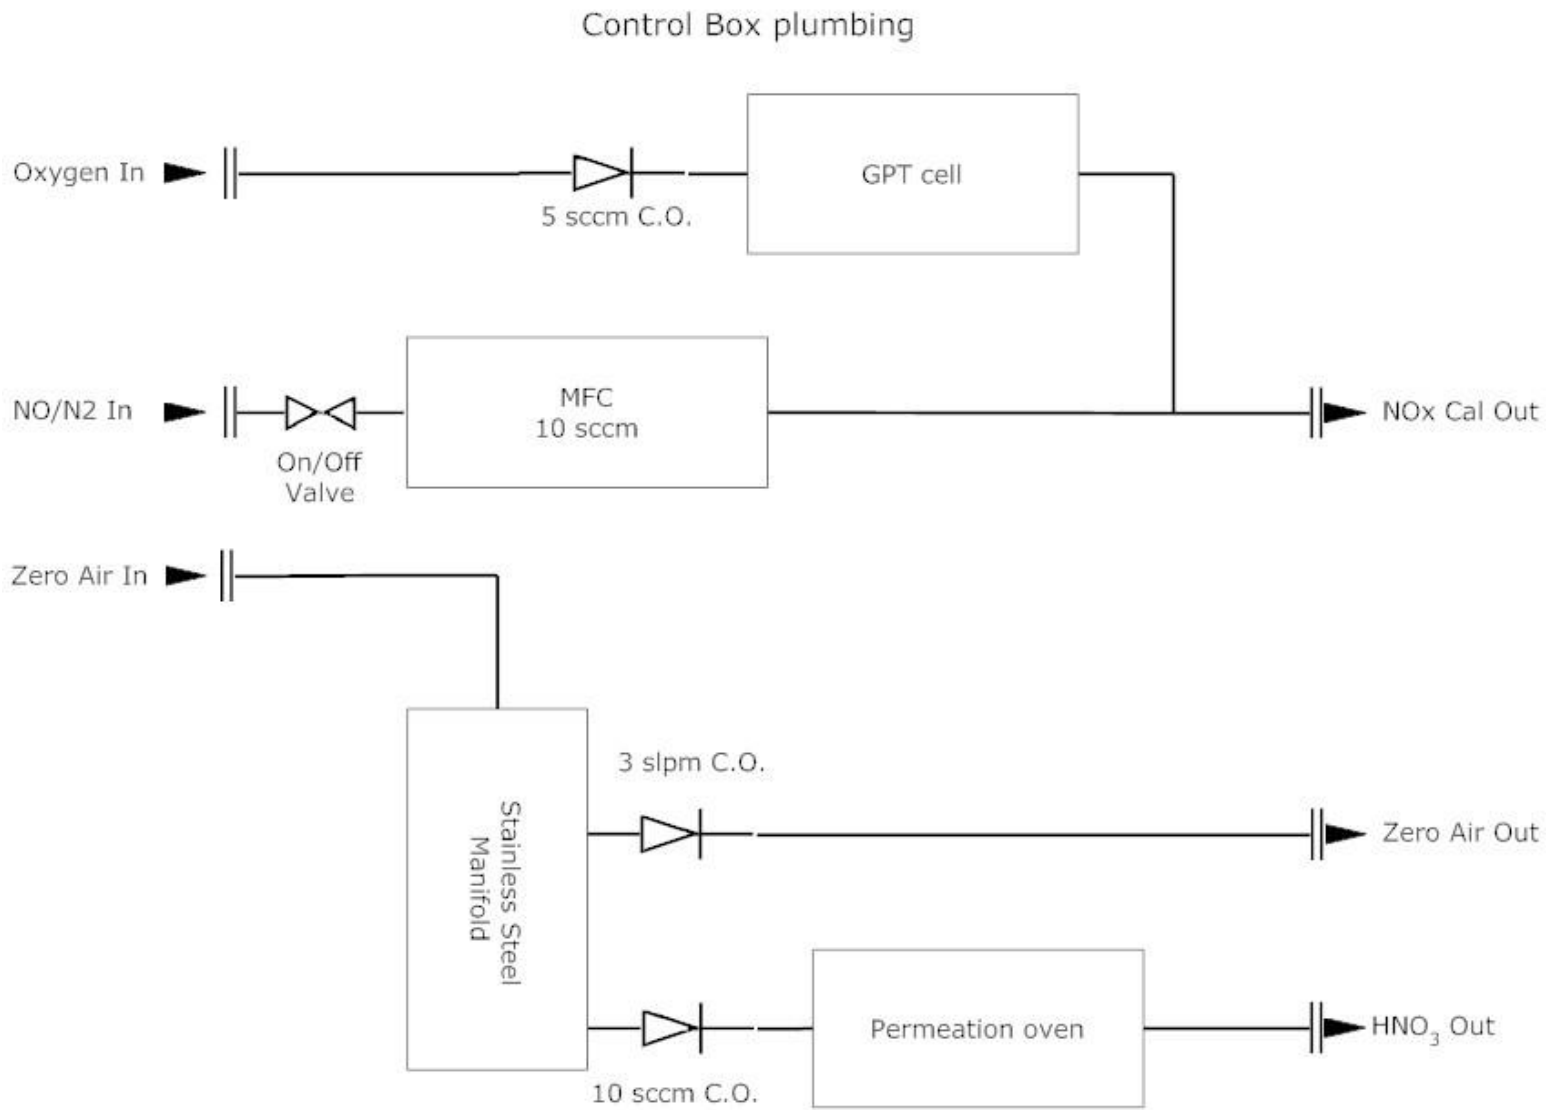 Control Box plumbing
Oxygen In
5 sccm C.O.
GPT cell
NO/N2 In
On/Off
Valve
MFC
10 sccm
NOx Cal Out
Zero Air In
Stainless Steel
Manifold
3 slpm C.O.
Zero Air Out
10 sccm C.O.
Permeation oven
HNO₃ Out